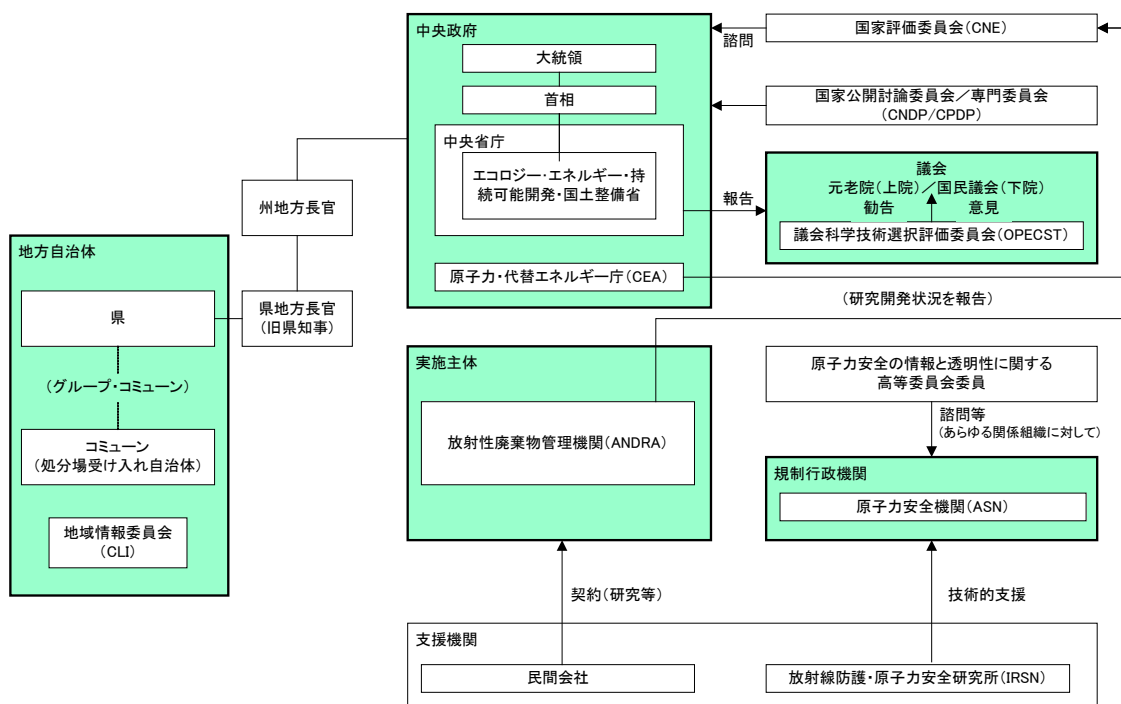 中央政府
大統領
首相
中央省庁
エコロジー・エネルギー・持
続可能開発・国土整備省
原子力・代替エネルギー庁(CEA)
諮問
国家評価委員会(CNE)
国家公開討論委員会／専門委員会
(CNDP/CPDP)
報告
議会
元老院(上院)／国民議会(下院)
勧告
意見
議会科学技術選択評価委員会(OPECST)
(研究開発状況を報告)
州地方長官
県地方長官
(旧県知事)
地方自治体
県
(グループ・コミューン)
コミューン
(処分場受け入れ自治体)
地域情報委員会
(CLI)
実施主体
放射性廃棄物管理機関(ANDRA)
原子力安全の情報と透明性に関する
高等委員会委員
諮問等
(あらゆる関係組織に対して)
規制行政機関
原子力安全機関(ASN)
契約(研究等)
技術的支援
支援機関
民間会社
放射線防護・原子力安全研究所(IRSN)